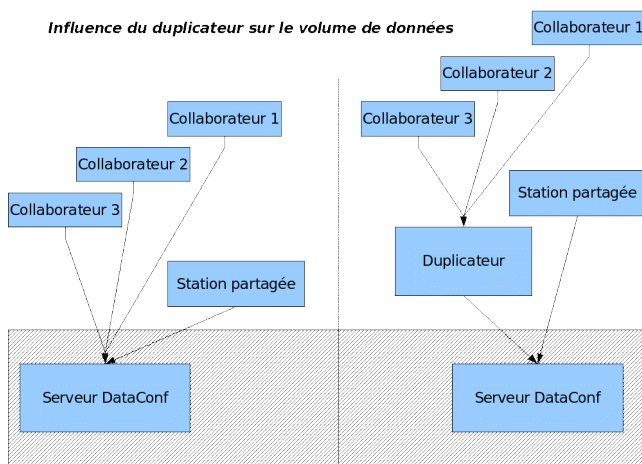 Influence du duplicateur sur le volume de données
Collaborateur 1
Collaborateur 2
Collaborateur 3
Station partagée
Serveur DataConf
Collaborateur 1
Collaborateur 2
Collaborateur 3
Station partagée
Duplicateur
Serveur DataConf